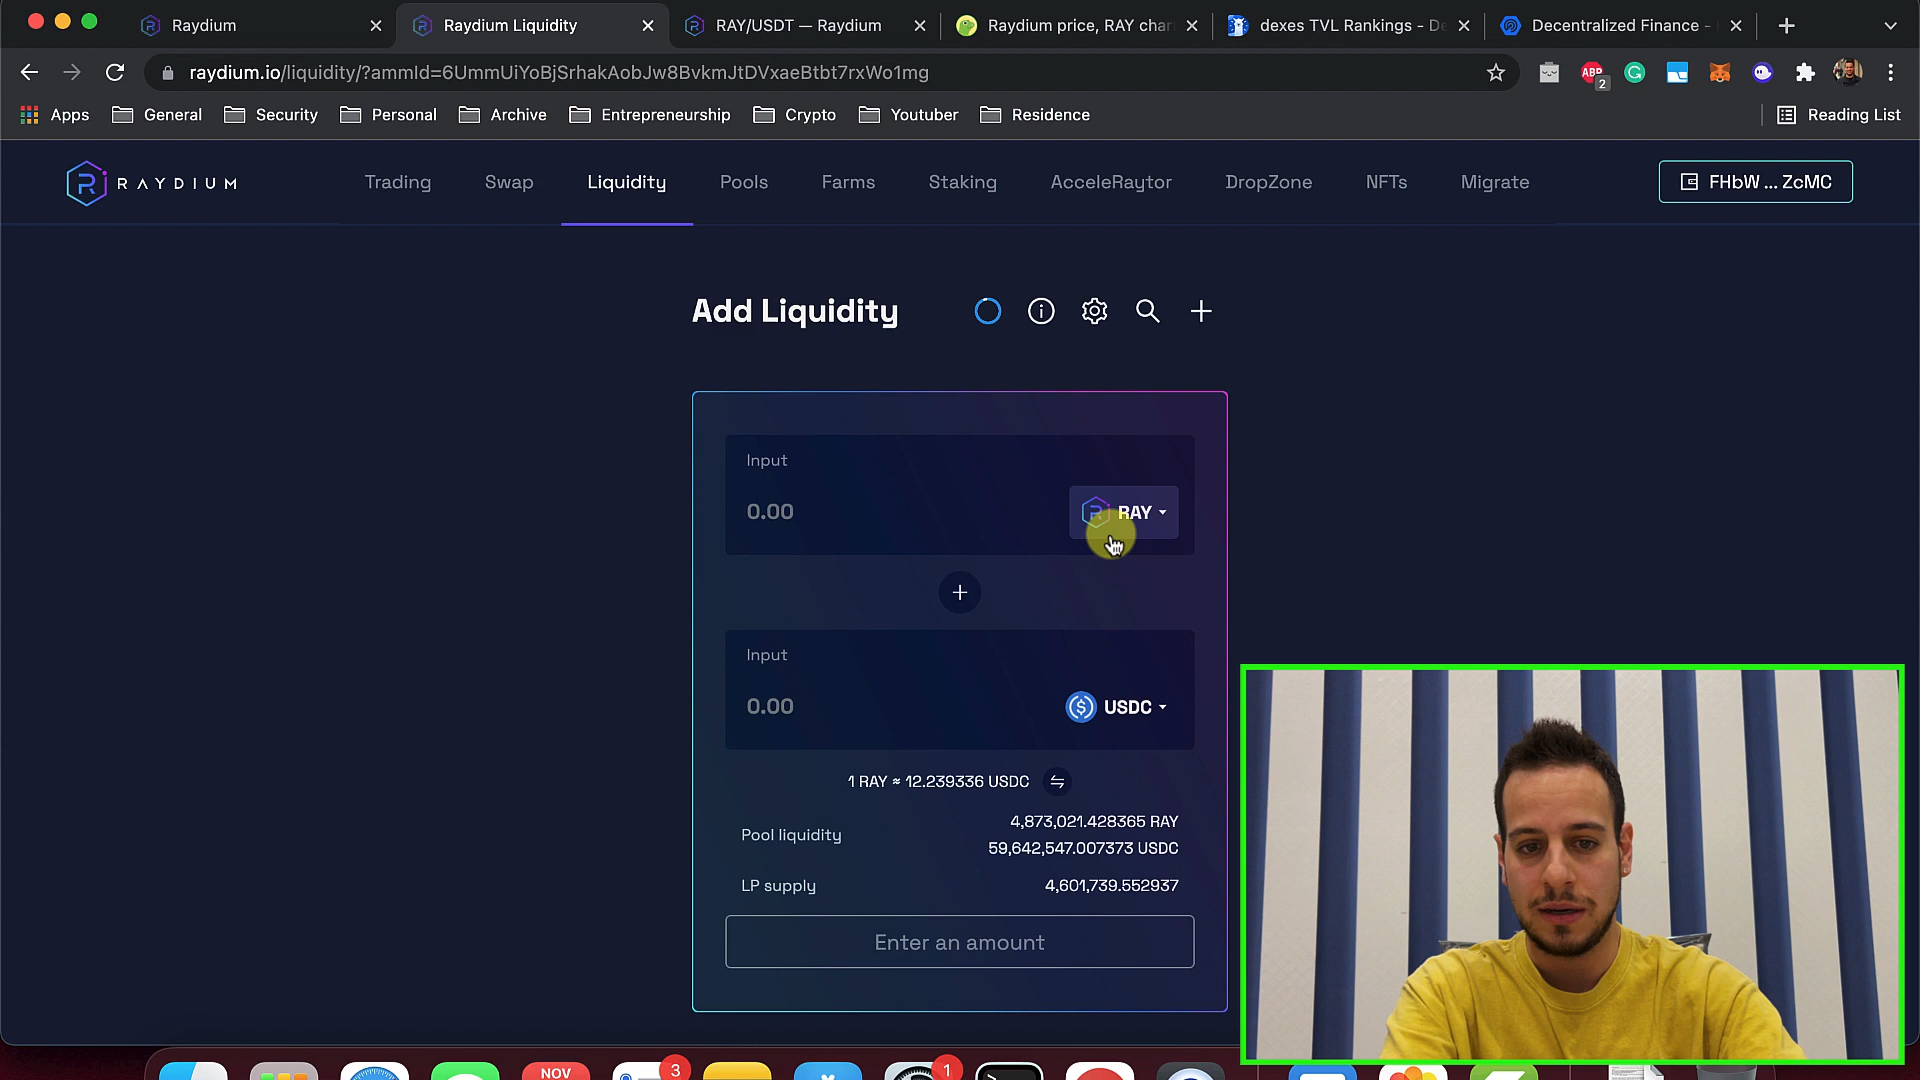 Raydium
Raydium Liquidity
RAY/USDT — Raydium
Raydium price, RAY char
dexes TVL Rankings - De
Decentralized Finance -
raydium.io/liquidity/?ammId=6UmmUiYoBjSrhakAobJw8BvkmJtDVxaeBtbt7rxWo1mg
ABP
2
Apps
General
Security
Personal
Archive
Entrepreneurship
Crypto
Youtuber
Residence
Reading List
RAYDIUM
Trading
Swap
Liquidity
Pools
Farms
Staking
AcceleRaytor
DropZone
NFTs
Migrate
FHbW ... ZcMC
Add Liquidity
Input
0.00
RAY
+
Input
0.00
USDC
1 RAY ≈ 12.239336 USDC
Pool liquidity
4,873,021.428365 RAY
59,642,547.007373 USDC
LP supply
4,601,739.552937
Enter an amount
NOV
3
1